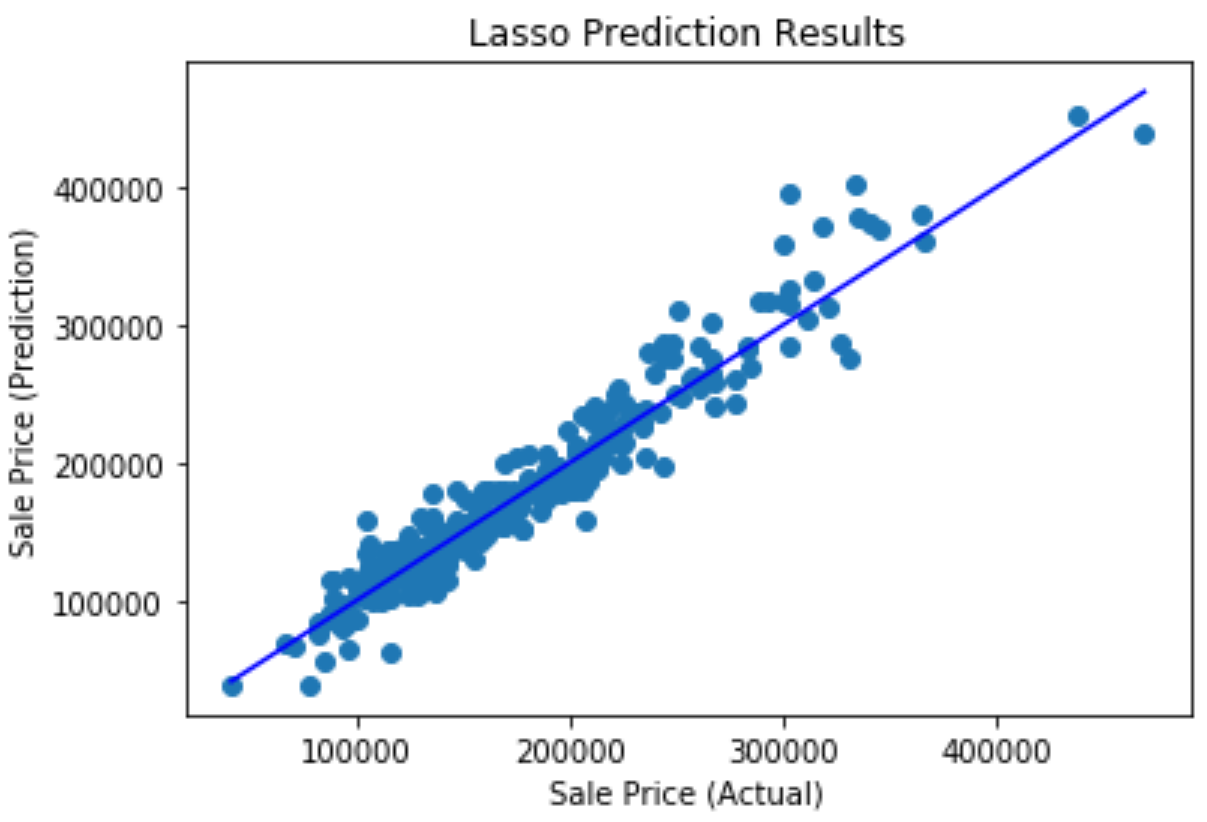 Lasso Prediction Results
Sale Price (Prediction)
400000
300000
200000
100000
100000 200000 300000 400000
Sale Price (Actual)